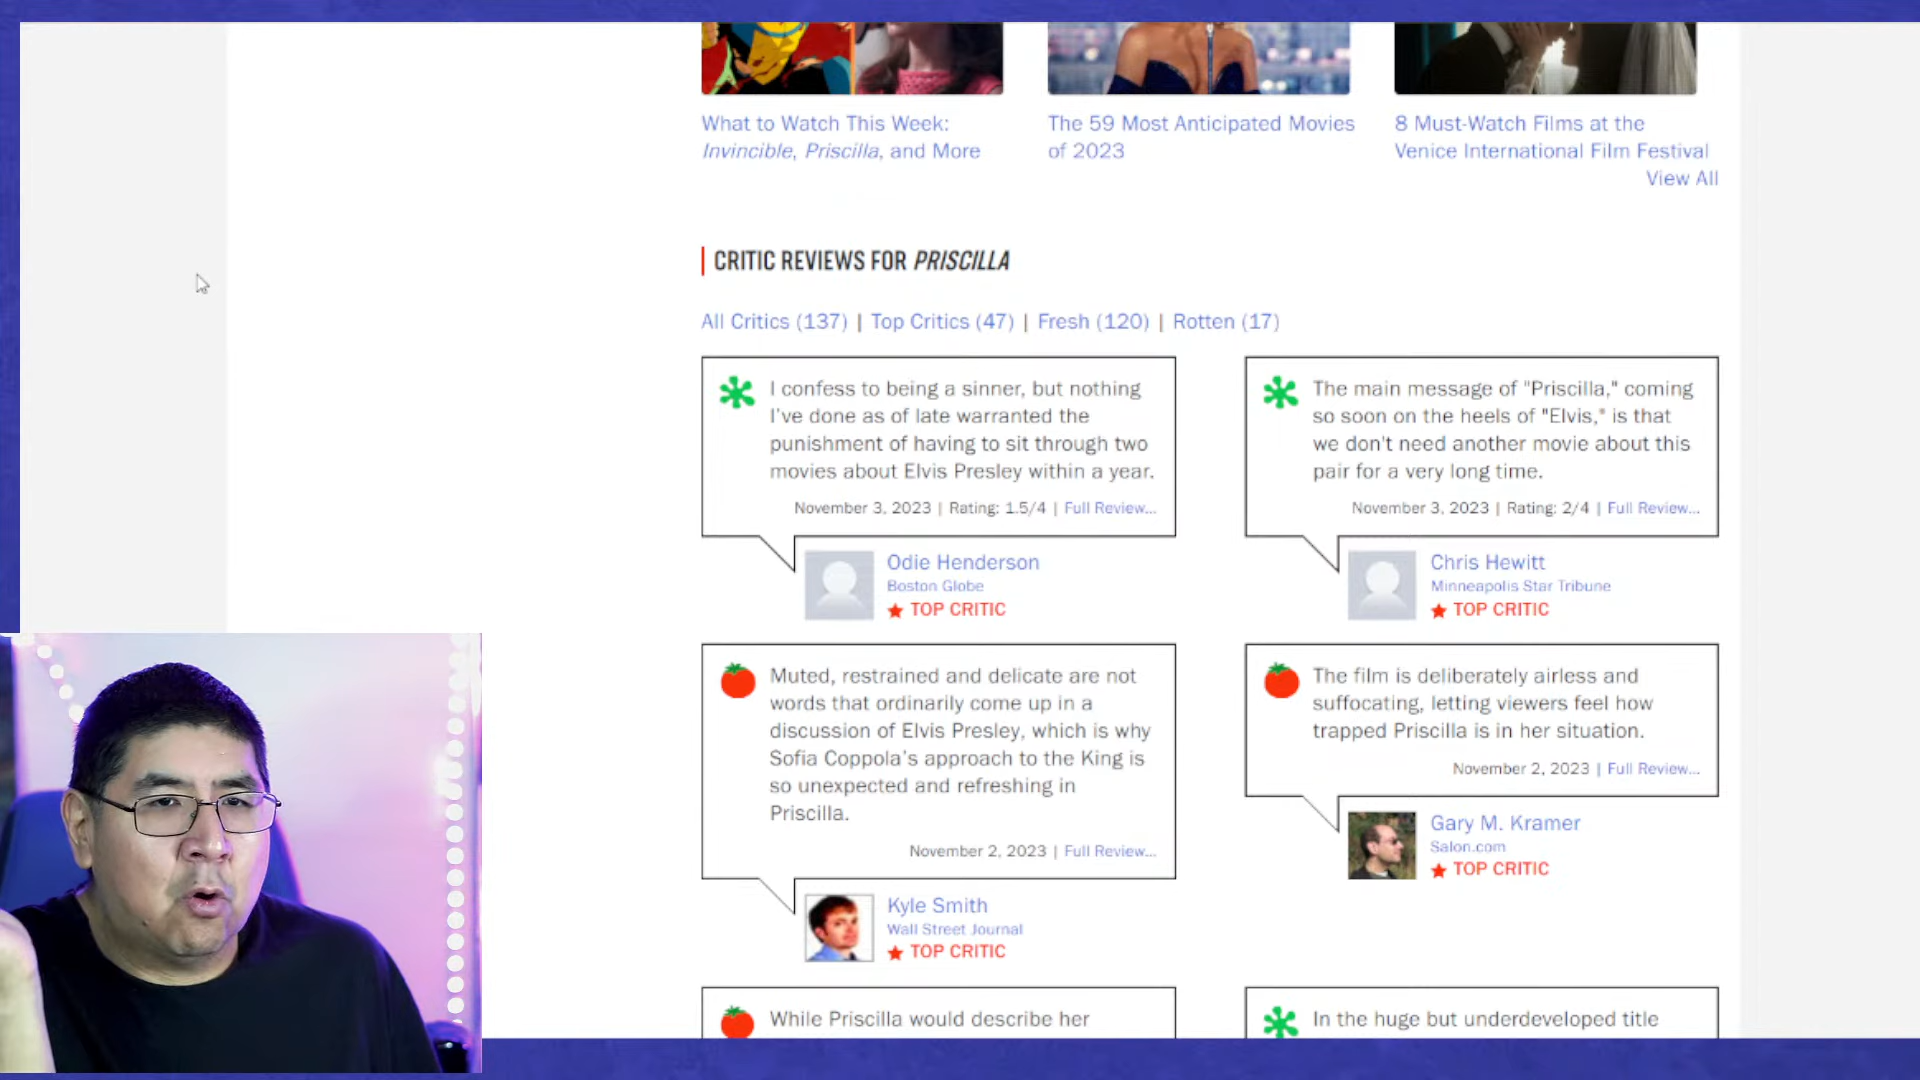 What to Watch This Week:
Invincible, Priscilla, and More
The 59 Most Anticipated Movies
of 2023
8 Must-Watch Films at the
Venice International Film Festival
View All
CRITIC REVIEWS FOR PRISCILLA
All Critics (137) | Top Critics (47) | Fresh (120) | Rotten (17)
I confess to being a sinner, but nothing
I've done as of late warranted the
punishment of having to sit through two
movies about Elvis Presley within a year.
November 3, 2023 | Rating: 1.5/4 | Full Review...
Odie Henderson
Boston Globe
TOP CRITIC
The main message of "Priscilla," coming
so soon on the heels of "Elvis," is that
we don't need another movie about this
pair for a very long time.
November 3, 2023 | Rating: 2/4 | Full Review...
Chris Hewitt
Minneapolis Star Tribune
TOP CRITIC
Muted, restrained and delicate are not
words that ordinarily come up in a
discussion of Elvis Presley, which is why
Sofia Coppola's approach to the King is
so unexpected and refreshing in
Priscilla.
November 2, 2023 | Full Review...
Kyle Smith
Wall Street Journal
TOP CRITIC
The film is deliberately airless and
suffocating, letting viewers feel how
trapped Priscilla is in her situation.
November 2, 2023 | Full Review...
Gary M. Kramer
Salon.com
TOP CRITIC
While Priscilla would describe her
In the huge but underdeveloped title